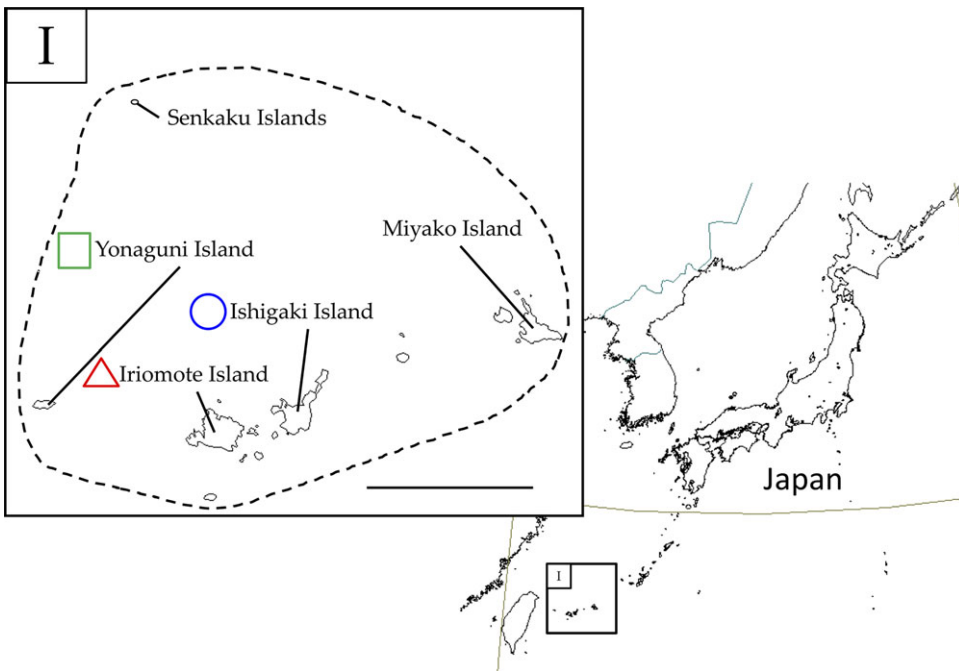 I
Senkaku Islands
Miyako Island
Yonaguni Island
Ishigaki Island
Iriomote Island
Japan
I